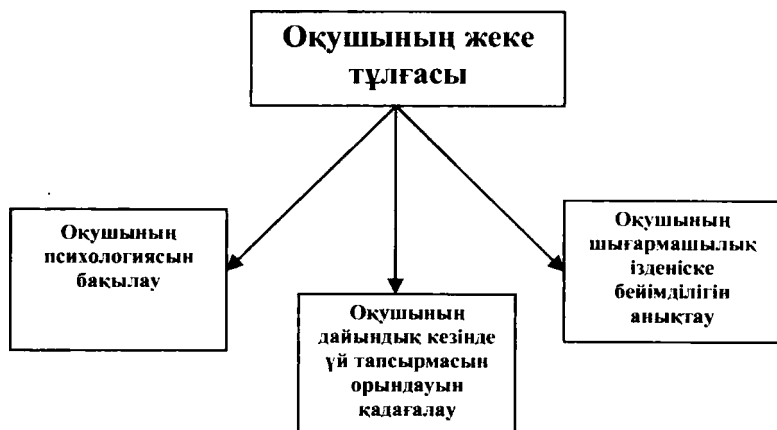 Оқушының жеке
тұлғасы
Оқушының
психологиясын
бақылау
Оқушының
дайындық кезінде
үй тапсырмасын
орындауын
қадағалау
Оқушының
шығармашылық
ізденіске
бейімділігін
анықтау